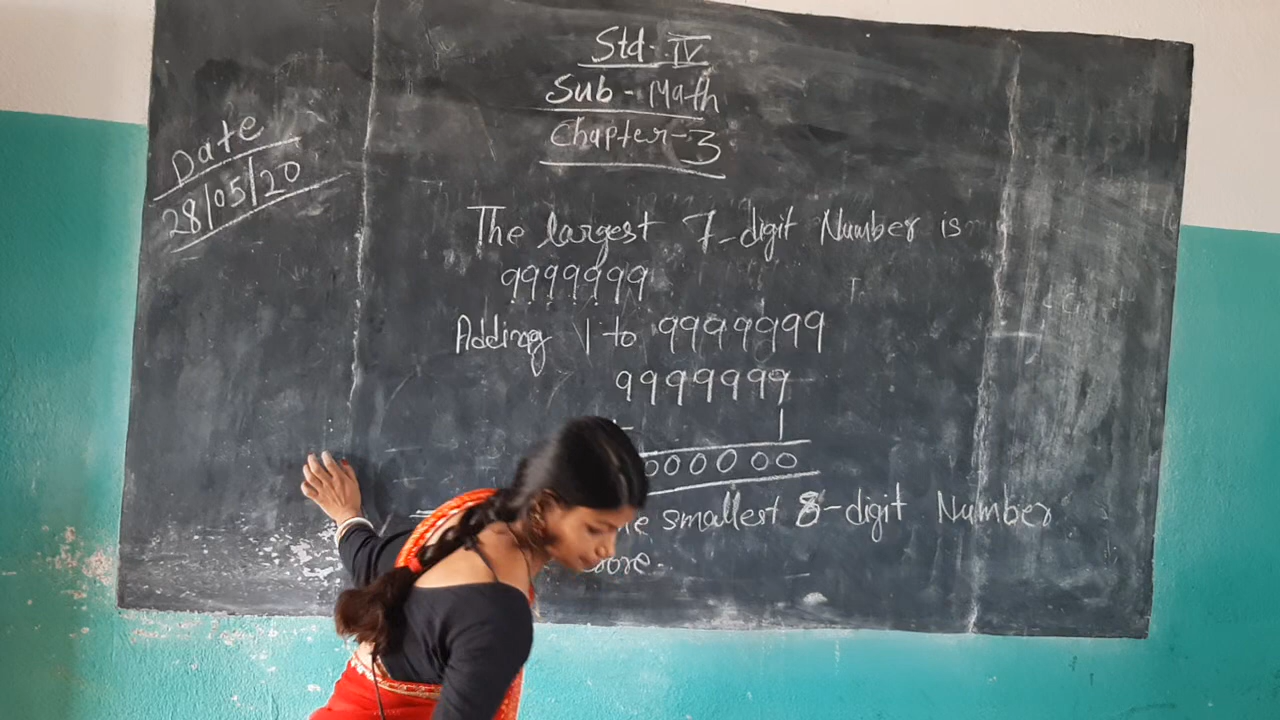 Std- IV
Sub - Math
Chapter-3
Date
28/05/20
The largest 7-digit Number is
9999999
Adding 1 to 9999999
9999999
1
000000
smallest 8-digit Number